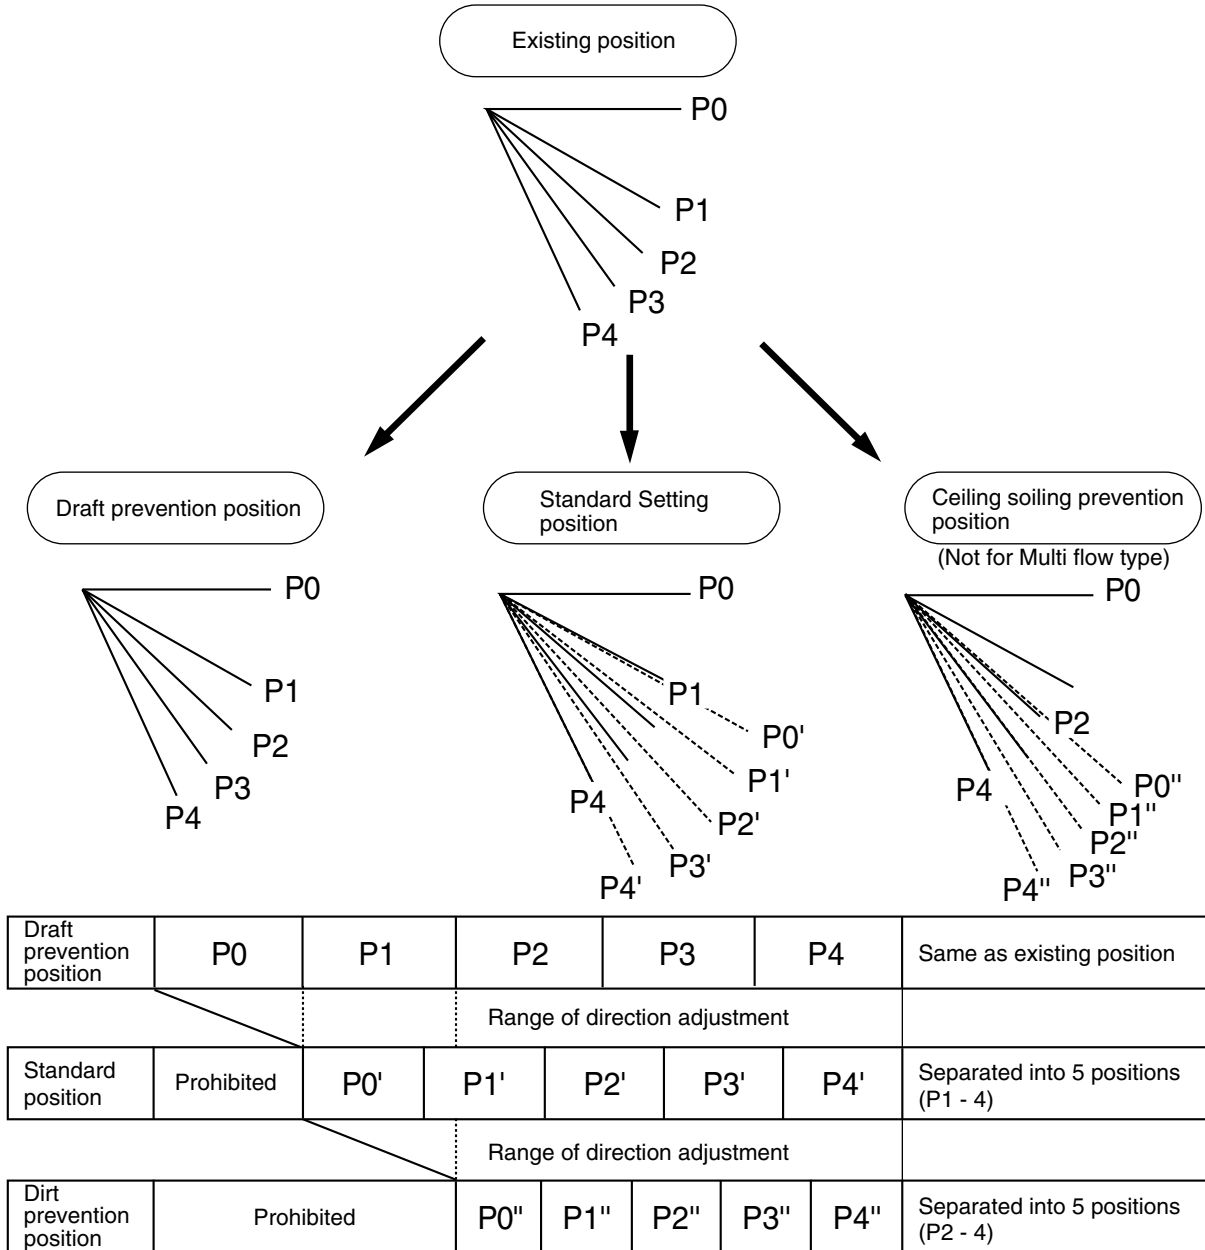 Existing position
P0
P1
P2
P3
P4
Draft prevention position
Standard Setting
position
Ceiling soiling prevention
position
(Not for Multi flow type)
P0
P1
P2
P3
P4
P0
P1
P0'
P1'
P2'
P3'
P4
P4'
P0
P2
P0"
P1"
P2"
P3"
P4
P4"
Draft
prevention
position
P0 P1 P2 P3 P4 Same as existing position
Range of direction adjustment
Standard
position
Prohibited P0' P1' P2' P3' P4' Separated into 5 positions
(P1 - 4)
Range of direction adjustment
Dirt
prevention
position
Prohibited P0" P1" P2" P3" P4" Separated into 5 positions
(P2 - 4)